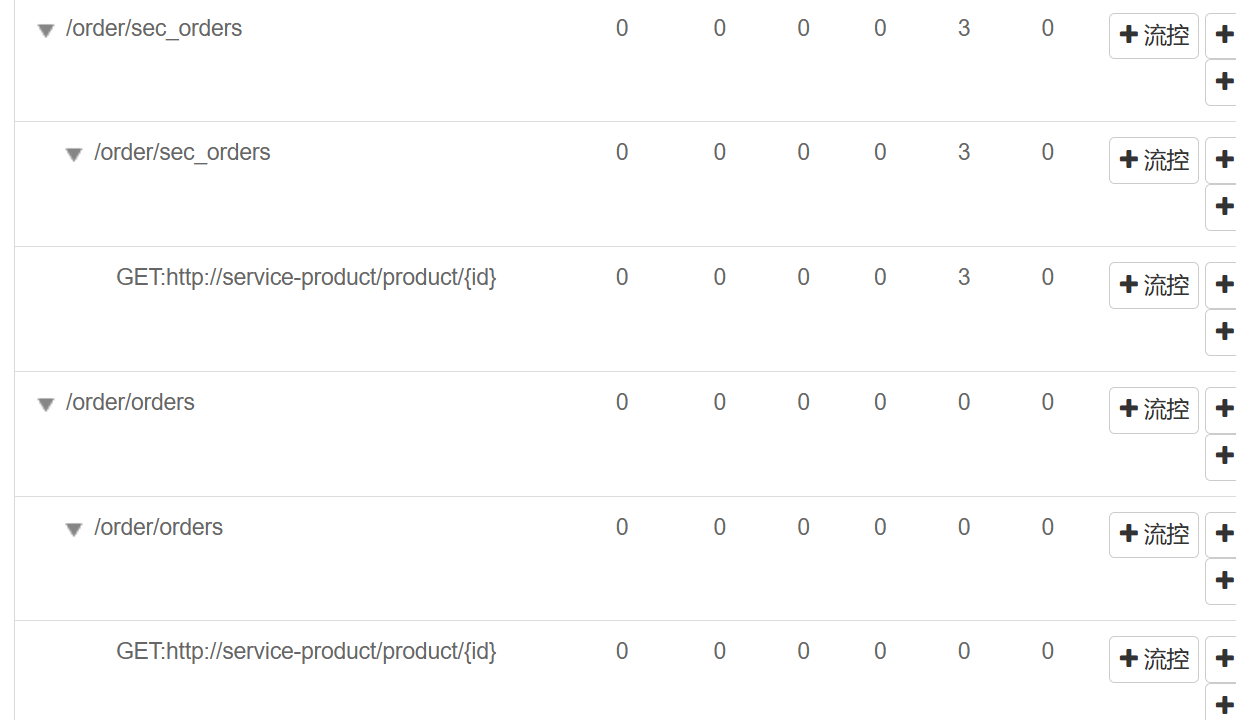 /order/sec_orders 0 0 0 0 3 0 流控
/order/sec_orders 0 0 0 0 3 0 流控
GET:http://service-product/product/{id} 0 0 0 0 3 0 流控
/order/orders 0 0 0 0 0 0 流控
/order/orders 0 0 0 0 0 0 流控
GET:http://service-product/product/{id} 0 0 0 0 0 0 流控